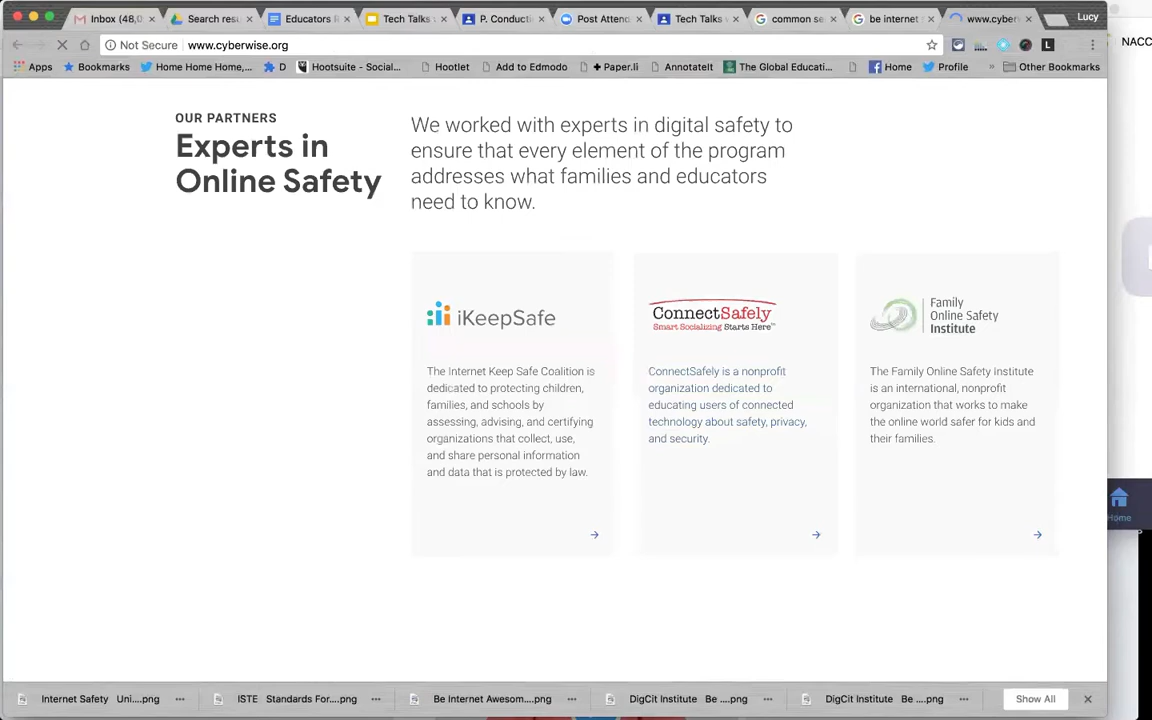 Inbox (48,0
Search resu
Educators R
Tech Talks
P. Conducti
Post Attend
Tech Talks v
common se
be internet
www.cyber
Lucy
Not Secure
www.cyberwise.org
NACC
Apps
Bookmarks
Home Home Home,...
D
Hootsuite - Social...
Hootlet
Add to Edmodo
+ Paper.li
AnnotateIt
The Global Educati...
Home
Profile
»
Other Bookmarks
OUR PARTNERS
Experts in
Online Safety
We worked with experts in digital safety to
ensure that every element of the program
addresses what families and educators
need to know.
iKeepSafe
The Internet Keep Safe Coalition is
dedicated to protecting children,
families, and schools by
assessing, advising, and certifying
organizations that collect, use,
and share personal information
and data that is protected by law.
ConnectSafely
Smart Socializing Starts Here™
ConnectSafely is a nonprofit
organization dedicated to
educating users of connected
technology about safety, privacy,
and security.
Family
Online Safety
Institute
The Family Online Safety Institute
is an international, nonprofit
organization that works to make
the online world safer for kids and
their families.
Home
Internet Safety Uni....png
ISTE Standards For....png
Be Internet Awesom....png
DigCit Institute Be ....png
DigCit Institute Be ....png
Show All